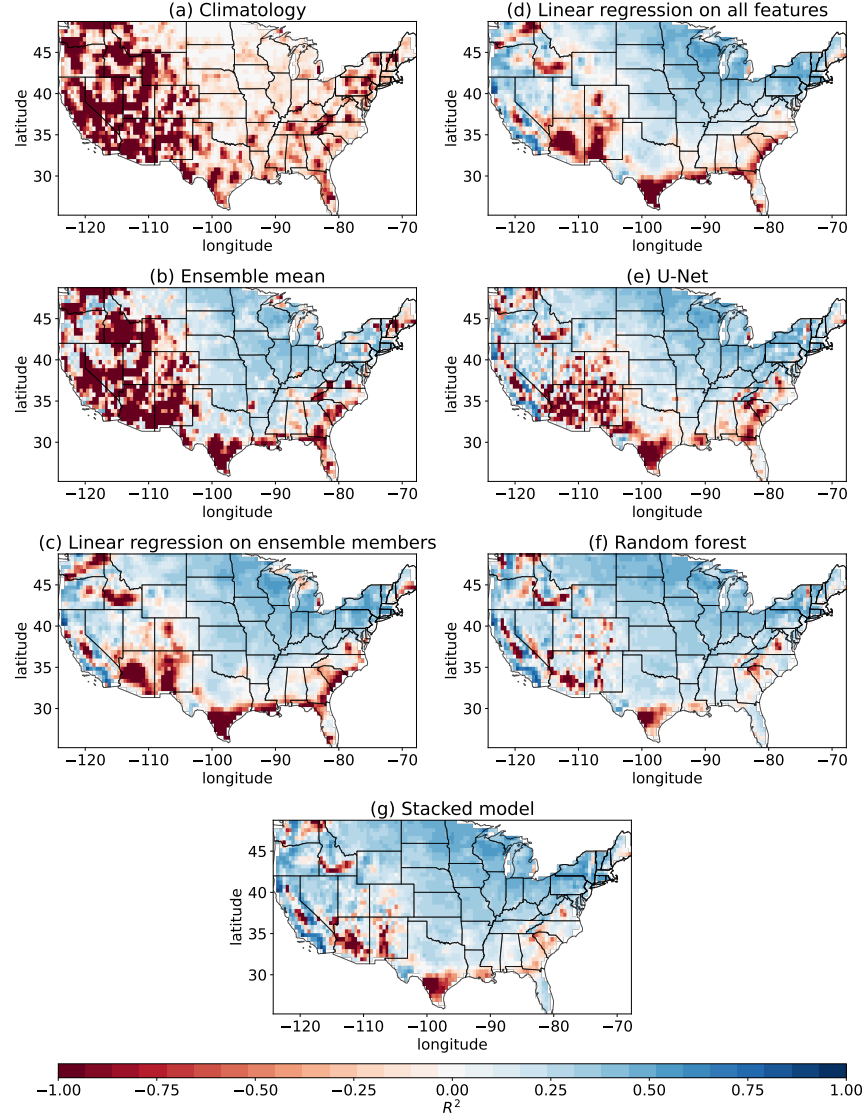 (a) Climatology
latitude
45
40
35
30
−120 −110 −100 −90 −80 −70
longitude
(d) Linear regression on all features
latitude
45
40
35
30
−120 −110 −100 −90 −80 −70
longitude
(b) Ensemble mean
latitude
45
40
35
30
−120 −110 −100 −90 −80 −70
longitude
(e) U-Net
latitude
45
40
35
30
−120 −110 −100 −90 −80 −70
longitude
(c) Linear regression on ensemble members
latitude
45
40
35
30
−120 −110 −100 −90 −80 −70
longitude
(f) Random forest
latitude
45
40
35
30
−120 −110 −100 −90 −80 −70
longitude
(g) Stacked model
latitude
45
40
35
30
−120 −110 −100 −90 −80 −70
longitude
−1.00 −0.75 −0.50 −0.25 0.00 0.25 0.50 0.75 1.00
R²